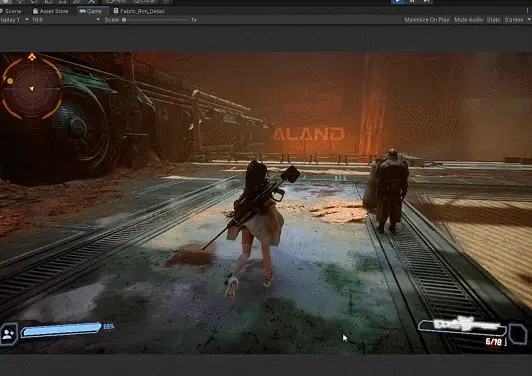 Scene Asset Store Game Fabric_Rim_Detail
isplay 1 16:9 Scale 1x Maximize On Play Mute Audio Stats Gizmos
ALAND
6/18